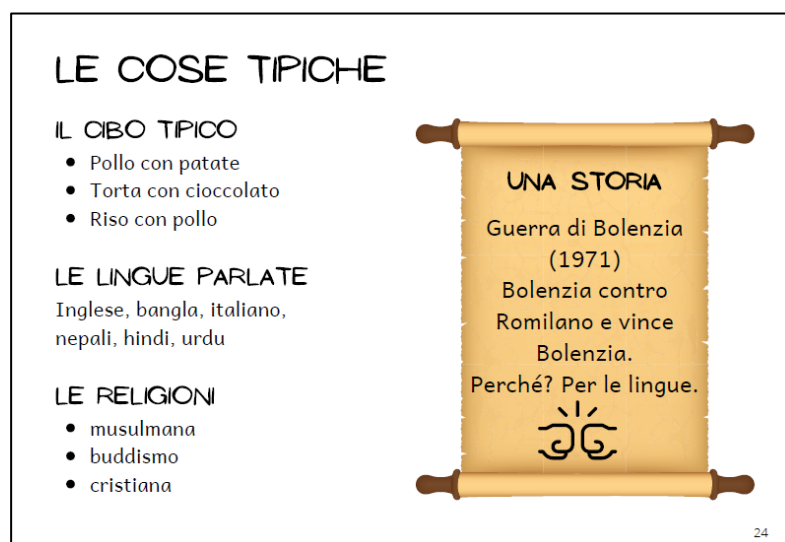 LE COSE TIPICHE
IL CIBO TIPICO
• Pollo con patate
• Torta con cioccolato
• Riso con pollo
LE LINGUE PARLATE
Inglese, bangla, italiano,
nepali, hindi, urdu
LE RELIGIONI
• musulmana
• buddismo
• cristiana
UNA STORIA
Guerra di Bolenzia
(1971)
Bolenzia contro
Romilano e vince
Bolenzia.
Perché? Per le lingue.
24